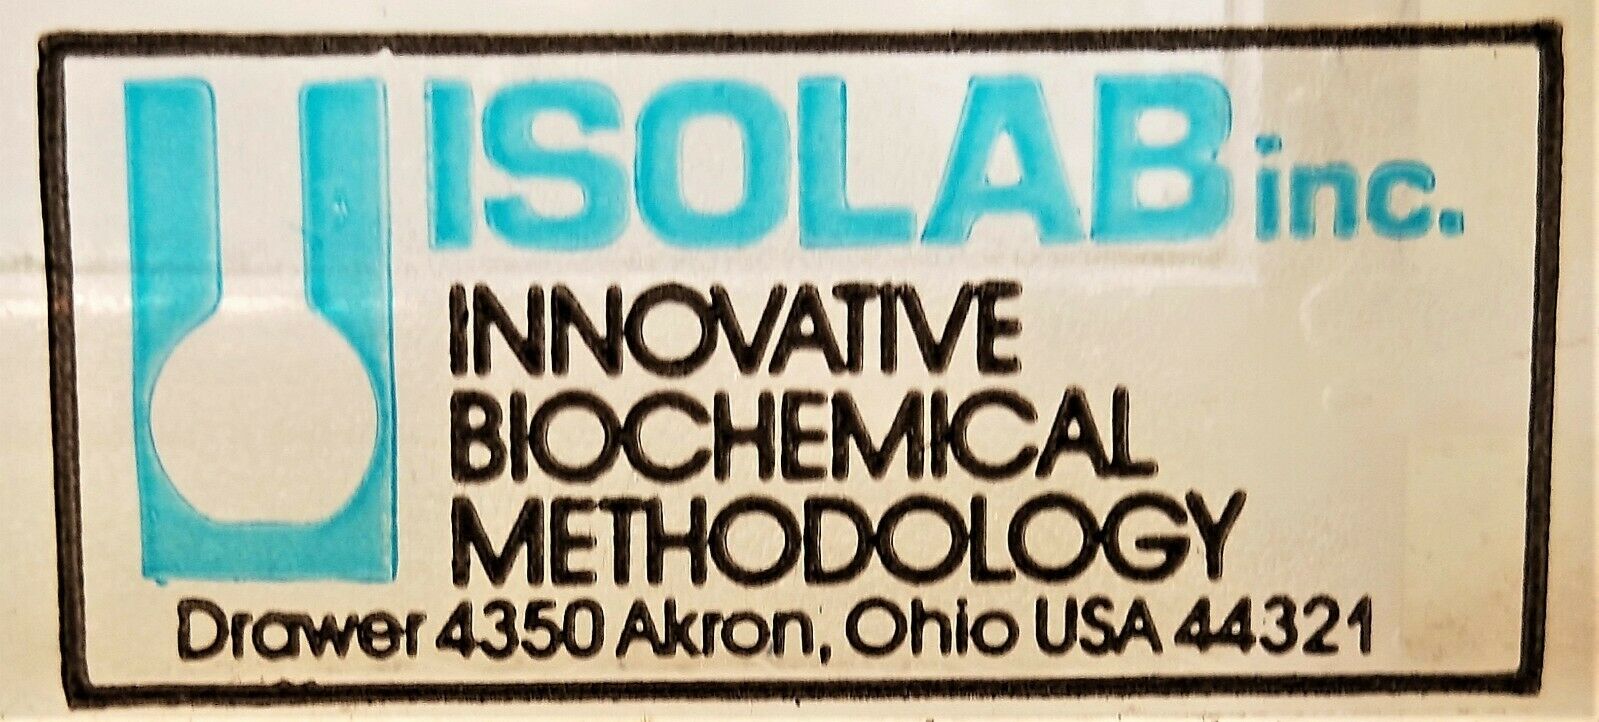 ISOLAB inc.
INNOVATIVE
BIOCHEMICAL
METHODOLOGY
Drawer 4350 Akron, Ohio USA 44321